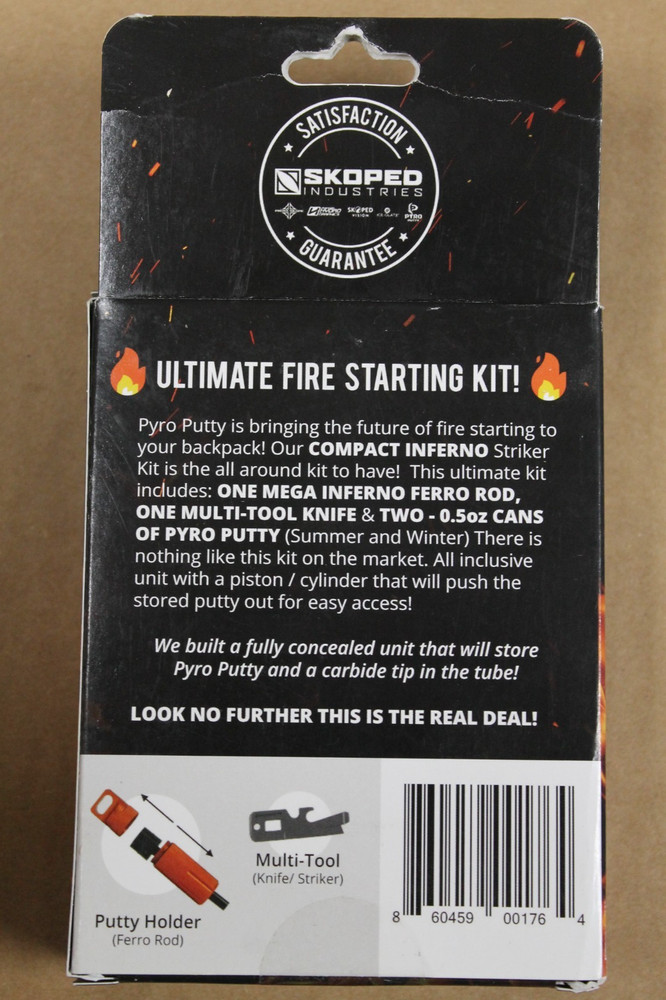 SATISFACTION
SKOPED
INDUSTRIES
SKOPED
VISION
PYRO
GUARANTEE
ULTIMATE FIRE STARTING KIT!
Pyro Putty is bringing the future of fire starting to
your backpack! Our COMPACT INFERNO Striker
Kit is the all around kit to have! This ultimate kit
includes: ONE MEGA INFERNO FERRO ROD,
ONE MULTI-TOOL KNIFE & TWO - 0.5oz CANS
OF PYRO PUTTY (Summer and Winter) There is
nothing like this kit on the market. All inclusive
unit with a piston / cylinder that will push the
stored putty out for easy access!
We built a fully concealed unit that will store
Pyro Putty and a carbide tip in the tube!
LOOK NO FURTHER THIS IS THE REAL DEAL!
Putty Holder
(Ferro Rod)
Multi-Tool
(Knife/ Striker)
8 60459 00176 4